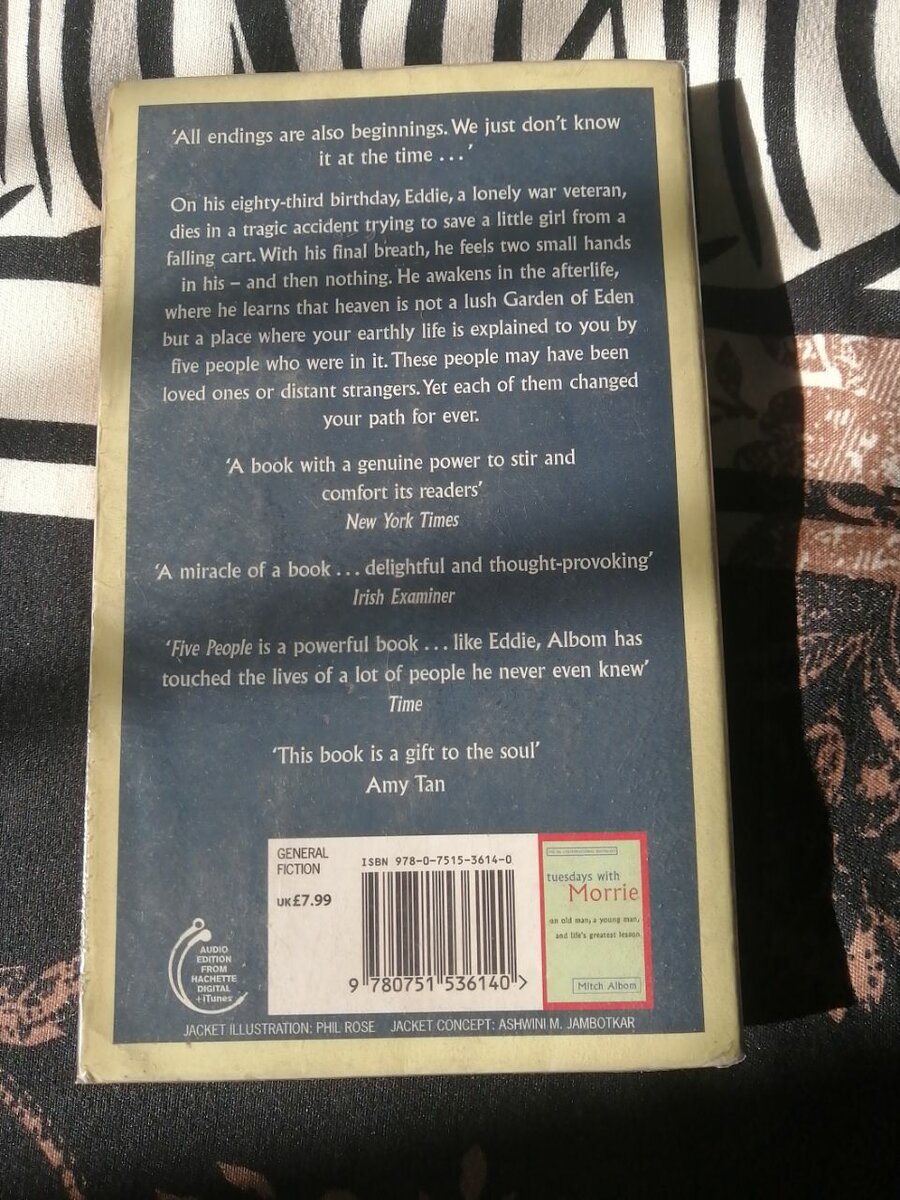 ‘All endings are also beginnings. We just don’t know
it at the time ...’
On his eighty-third birthday, Eddie, a lonely war veteran,
dies in a tragic accident trying to save a little girl from a
falling cart. With his final breath, he feels two small hands
in his – and then nothing. He awakens in the afterlife,
where he learns that heaven is not a lush Garden of Eden
but a place where your earthly life is explained to you by
five people who were in it. These people may have been
loved ones or distant strangers. Yet each of them changed
your path for ever.
‘A book with a genuine power to stir and
comfort its readers’
New York Times
‘A miracle of a book ... delightful and thought-provoking’
Irish Examiner
‘Five People is a powerful book ... like Eddie, Albom has
touched the lives of a lot of people he never even knew’
Time
‘This book is a gift to the soul’
Amy Tan
GENERAL
FICTION
UK£7.99
ISBN 978-0-7515-3614-0
9 780751 536140 >
tuesdays with
Morrie
an old man, a young man,
and life's greatest lesson
Mitch Albom
AUDIO
EDITION
FROM
HACHETTE
DIGITAL
+iTunes
JACKET ILLUSTRATION: PHIL ROSE JACKET CONCEPT: ASHWINI M. JAMBOTKAR